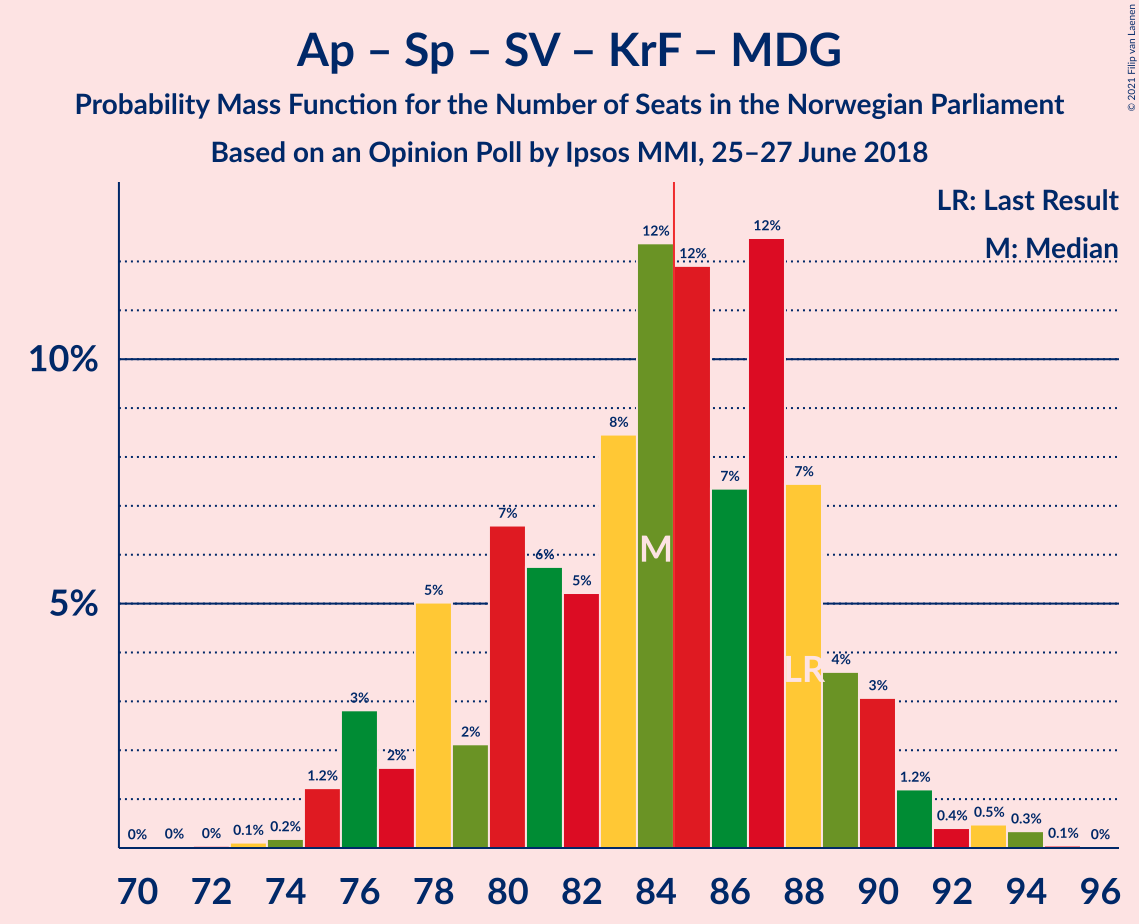 Ap – Sp – SV – KrF – MDG
Probability Mass Function for the Number of Seats in the Norwegian Parliament
Based on an Opinion Poll by Ipsos MMI, 25–27 June 2018
© 2021 Filip van Laenen
LR: Last Result
M: Median
10%
5%
0% 0% 0% 0.1% 0.2% 1.2% 3% 2% 5% 2% 7% 6% 5% 8% 12% 12% 7% 12% 7% 4% 3% 1.2% 0.4% 0.5% 0.3% 0.1% 0%
M
LR
70 72 74 76 78 80 82 84 86 88 90 92 94 96